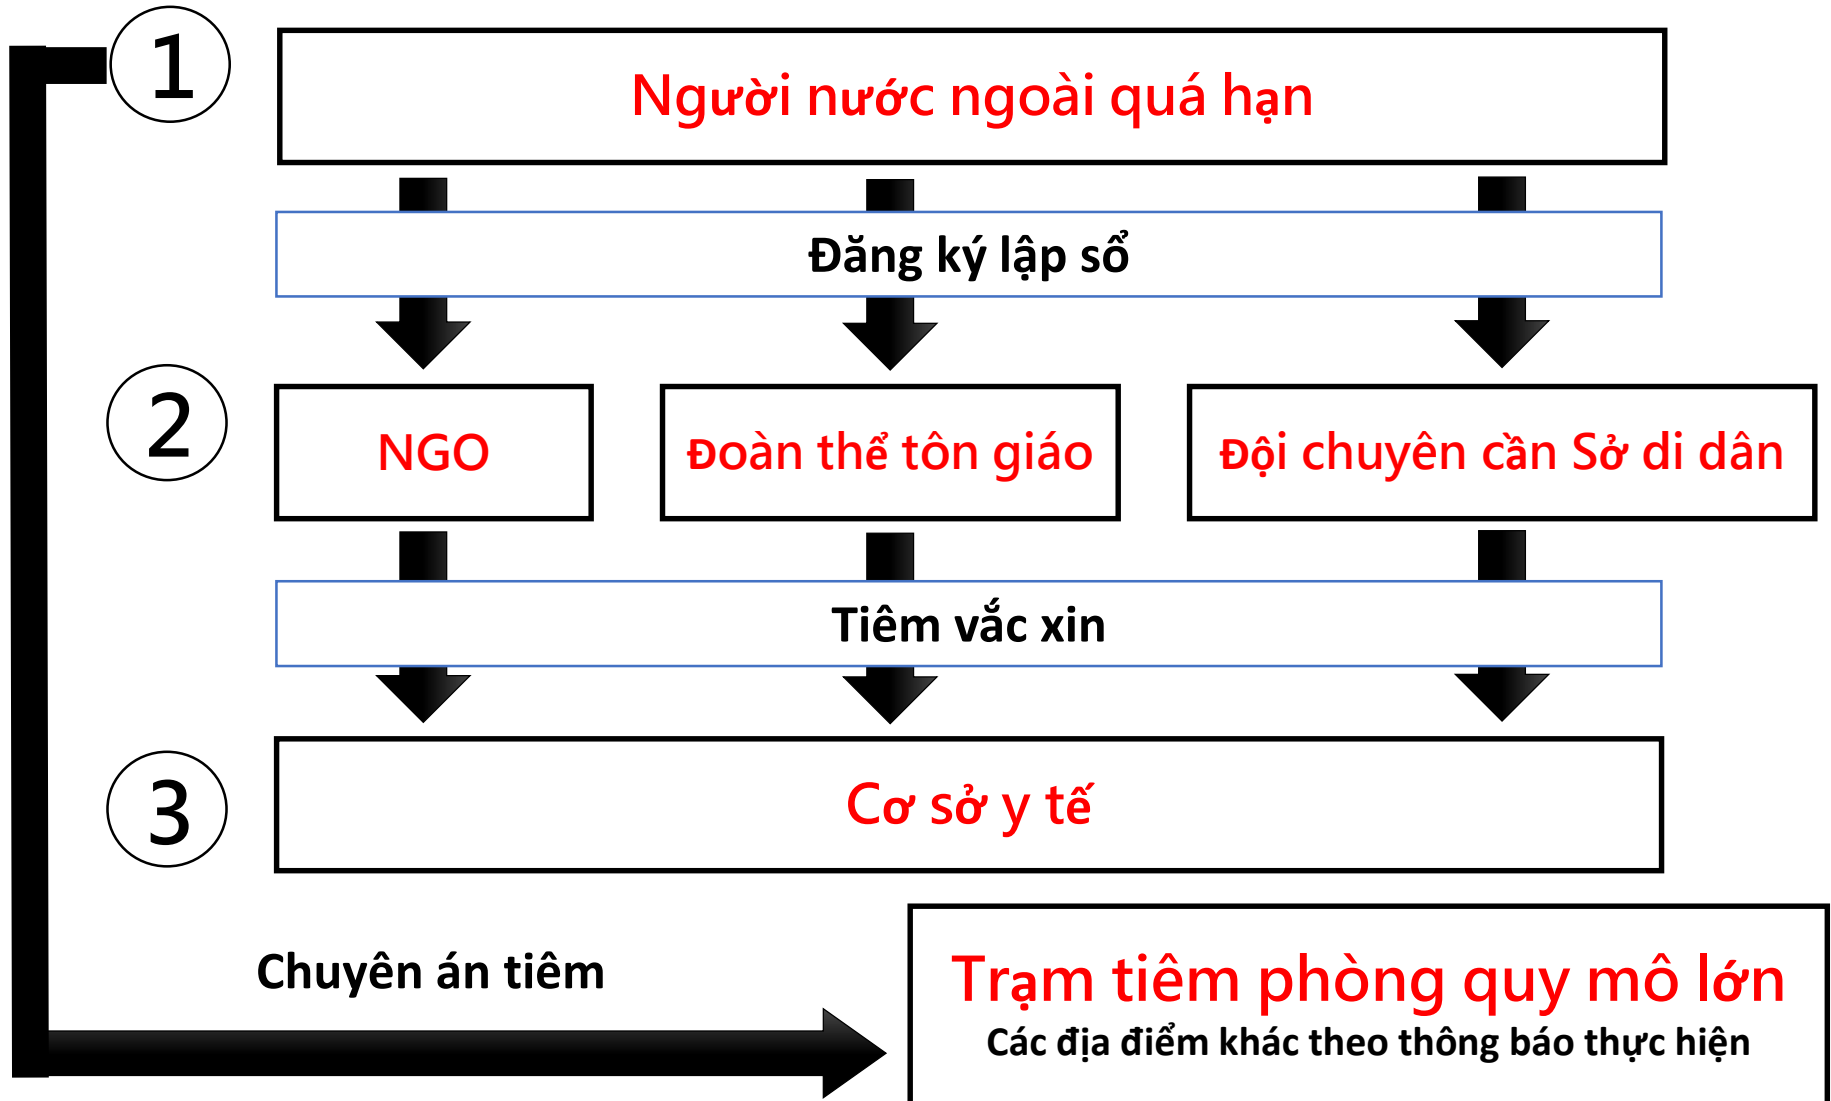 1
Người nước ngoài quá hạn
Đăng ký lập sổ
2
NGO
Đoàn thể tôn giáo
Đội chuyên cần Sở di dân
Tiêm vắc xin
3
Cơ sở y tế
Chuyên án tiêm
Trạm tiêm phòng quy mô lớn
Các địa điểm khác theo thông báo thực hiện